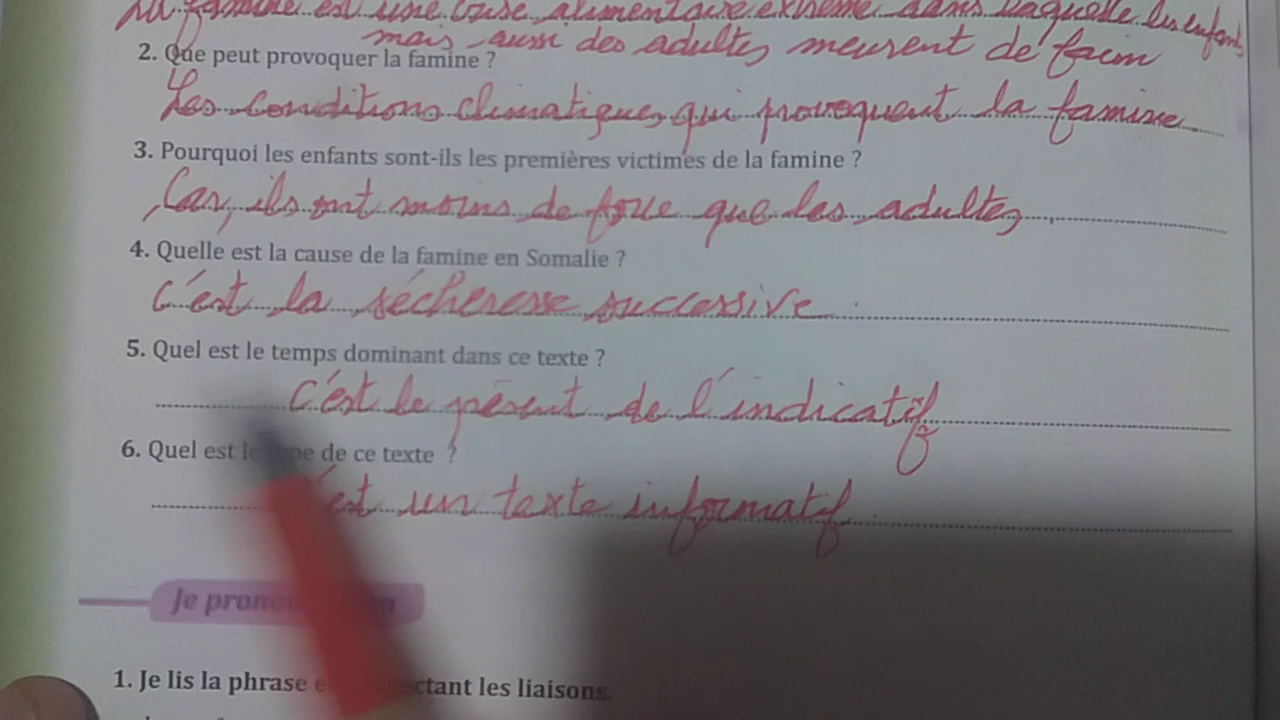 La famine est une crise alimentaire extrême dans laquelle les enfants
mais aussi des adultes meurent de façon
2. Que peut provoquer la famine ?
Les conditions climatiques qui provoquent la famine
3. Pourquoi les enfants sont-ils les premières victimes de la famine ?
Car, ils ont moins de force que les adultes
4. Quelle est la cause de la famine en Somalie ?
c'est la sécheresse successive
5. Quel est le temps dominant dans ce texte ?
c'est le présent de l'indicatif
6. Quel est le de ce texte ?
est un texte informatif
Je
1. Je lis la phrase les liaisons.